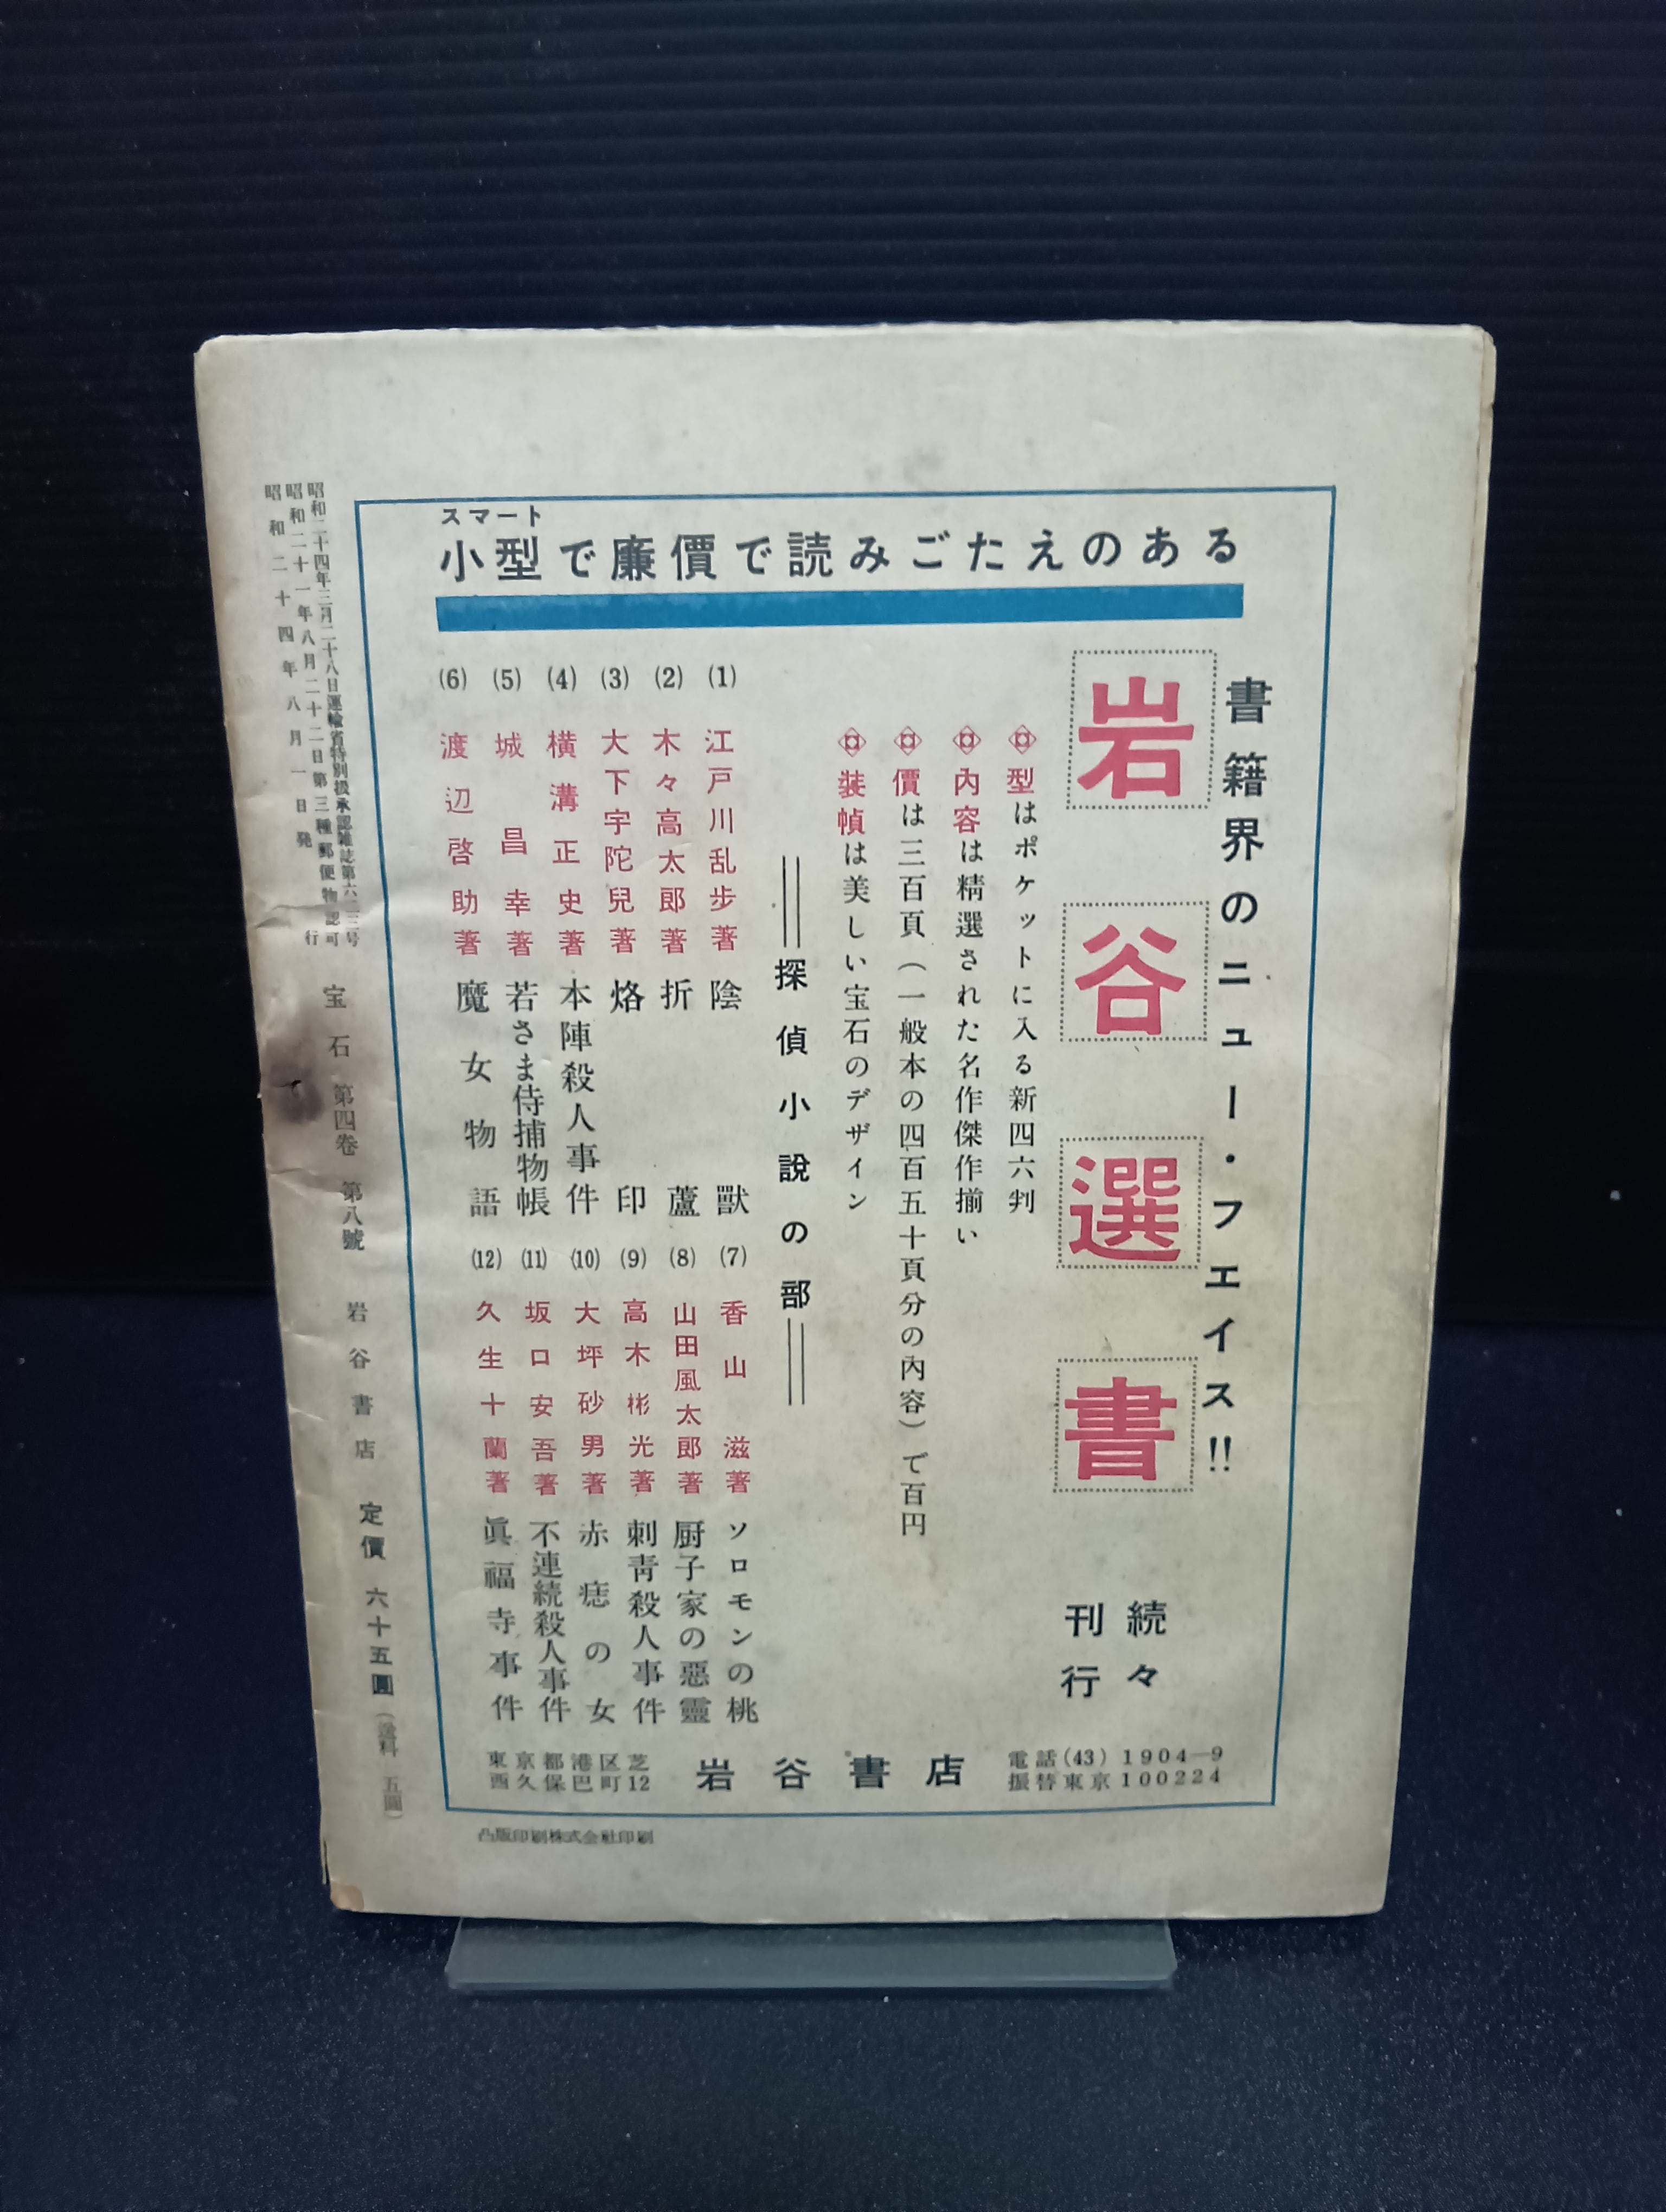 小型で廉價で読みごたえのある
スマート
書籍界のニュー・フエイス!!
岩谷選書
続々
刊行
型はポケットに入る新四六判
内容は精選された名作傑作揃い
價は三百頁(一般本の四百五十頁分の內容)で百円
装幀は美しい宝石のデザイン
探偵小説の部
(1) 江戸川乱歩著 陰獸
(2) 木々高太郎著 折蘆
(3) 大下宇陀兒著 烙印
(4) 横溝正史著 本陣殺人事件
(5) 城昌幸著 若さま侍捕物帳
(6) 渡辺啓助著 魔女物語
(7) 香山滋著 ソロモンの桃
(8) 山田風太郎著 厨子家の惡靈
(9) 高木彬光著 刺靑殺人事件
(10) 大坪砂男著 赤痣の女
(11) 坂口安吾著 不連続殺人事件
(12) 久生十蘭著 眞福寺事件
東京都港区芝
西久保巴町12
岩谷書店
電話(43)1904—9
振替東京100224
昭和二十四年三月二十八日運輸省特別扱承認雑誌第六三号
昭和二十一年八月二十二日第三種郵便物認可
昭和二十四年八月一日発行
宝石 第四卷 第八號 岩谷書店 定價 六十五圓(送料 五圓)
凸版印刷株式会社印刷